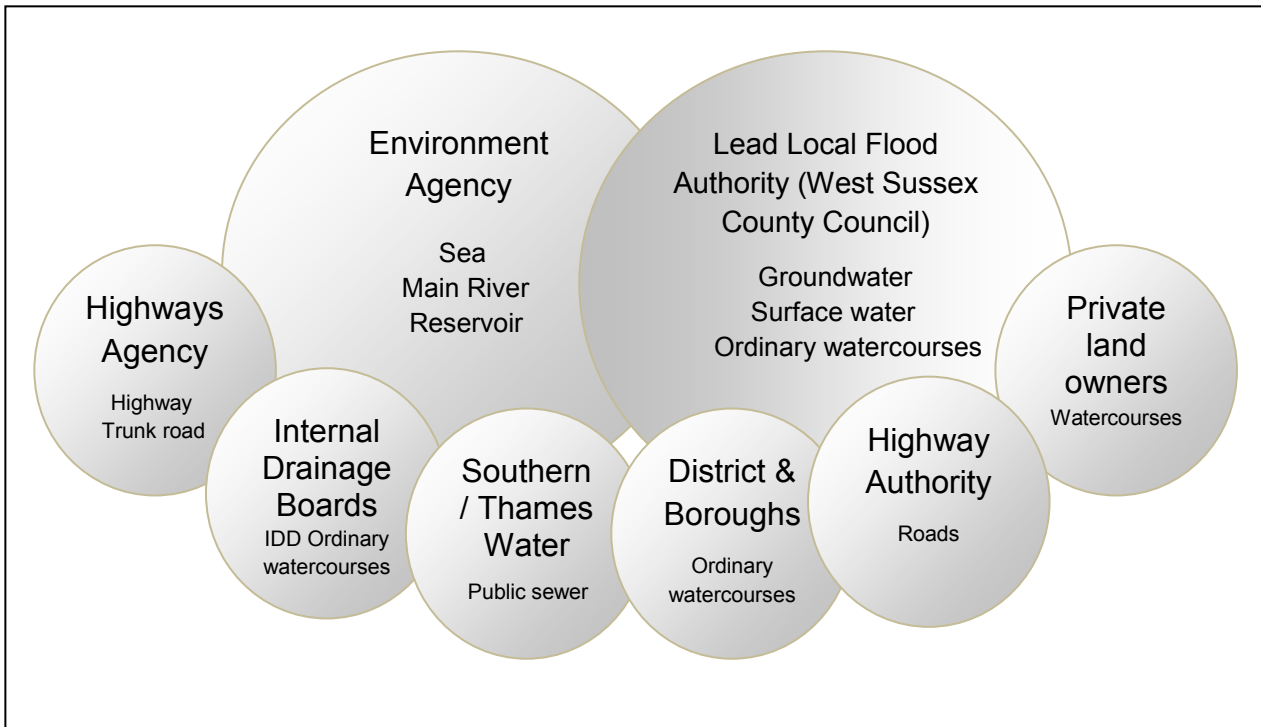 Environment
Agency
Sea
Main River
Reservoir
Lead Local Flood
Authority (West Sussex
County Council)
Groundwater
Surface water
Ordinary watercourses
Highways
Agency
Highway
Trunk road
Internal
Drainage
Boards
IDD Ordinary
watercourses
Southern
/ Thames
Water
Public sewer
District &
Boroughs
Ordinary
watercourses
Highway
Authority
Roads
Private
land
owners
Watercourses